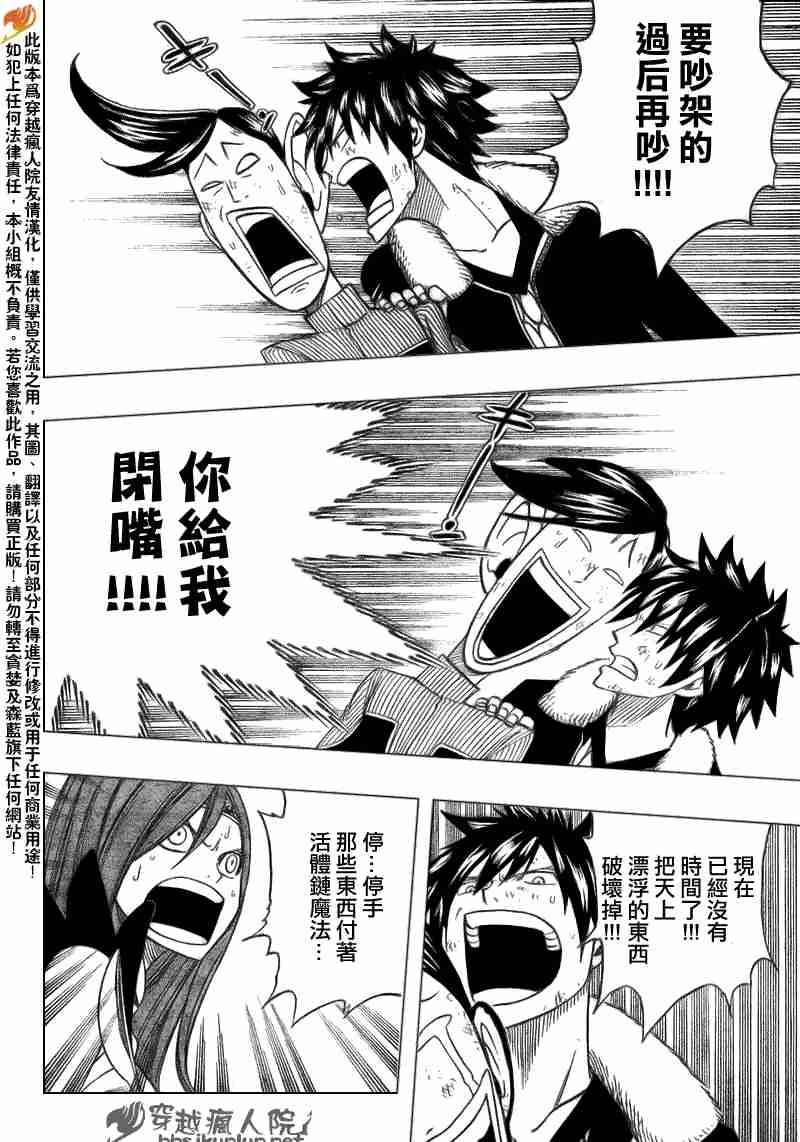 要吵架的
過后再吵!!!!
你給我
閉嘴!!!!
現在
已經沒有
時間了!!!
把天上
漂浮的東西
破壞掉!!!
停…停手
那些東西付著
活體鏈魔法…
此版本爲穿越瘋人院友情漢化，僅供學習交流之用，其圖、翻譯以及任何部分不得進行修改或用于任何商業用途！
如犯上任何法律責任，本小組概不負責。若您喜歡此作品，請購買正版！請勿轉至貪婪及森藍旗下任何網站！
穿越瘋人院
bbs.ikunlun.net